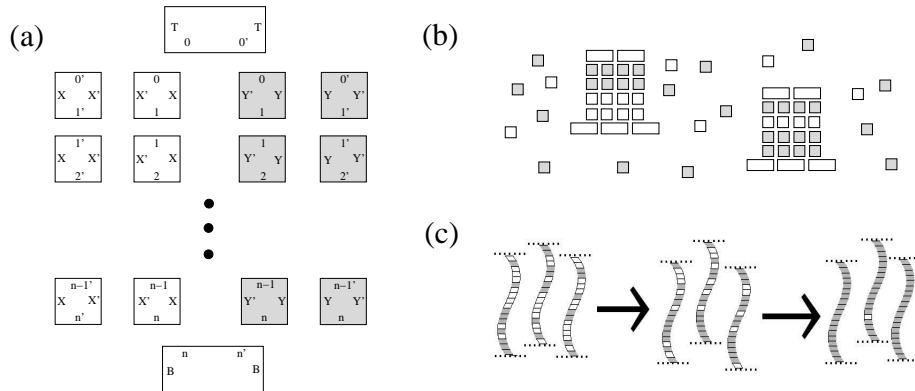 (a)
T T
0 0'
0' 0 0 0'
X X' X' X Y' Y Y Y'
1' 1 1 1'
1' 1 1 1'
X X' X' X Y' Y Y Y'
2' 2 2 2'
n-1' n-1 n-1 n-1'
X X' X' X Y' Y Y Y'
n' n n n'
n n'
B B
(b)
(c)